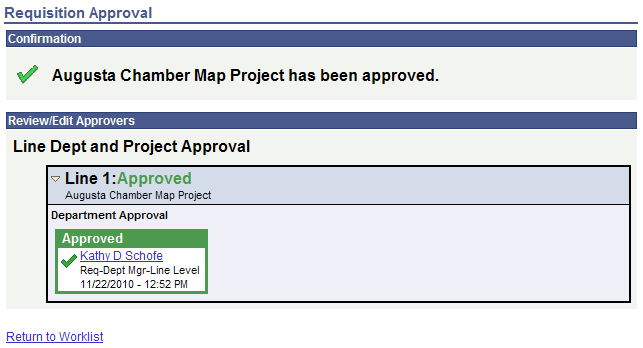 Requisition Approval
Confirmation
Augusta Chamber Map Project has been approved.
Review/Edit Approvers
Line Dept and Project Approval
Line 1:Approved
Augusta Chamber Map Project
Department Approval
Approved
Kathy D Schofe
Req-Dept Mgr-Line Level
11/22/2010 - 12:52 PM
Return to Worklist